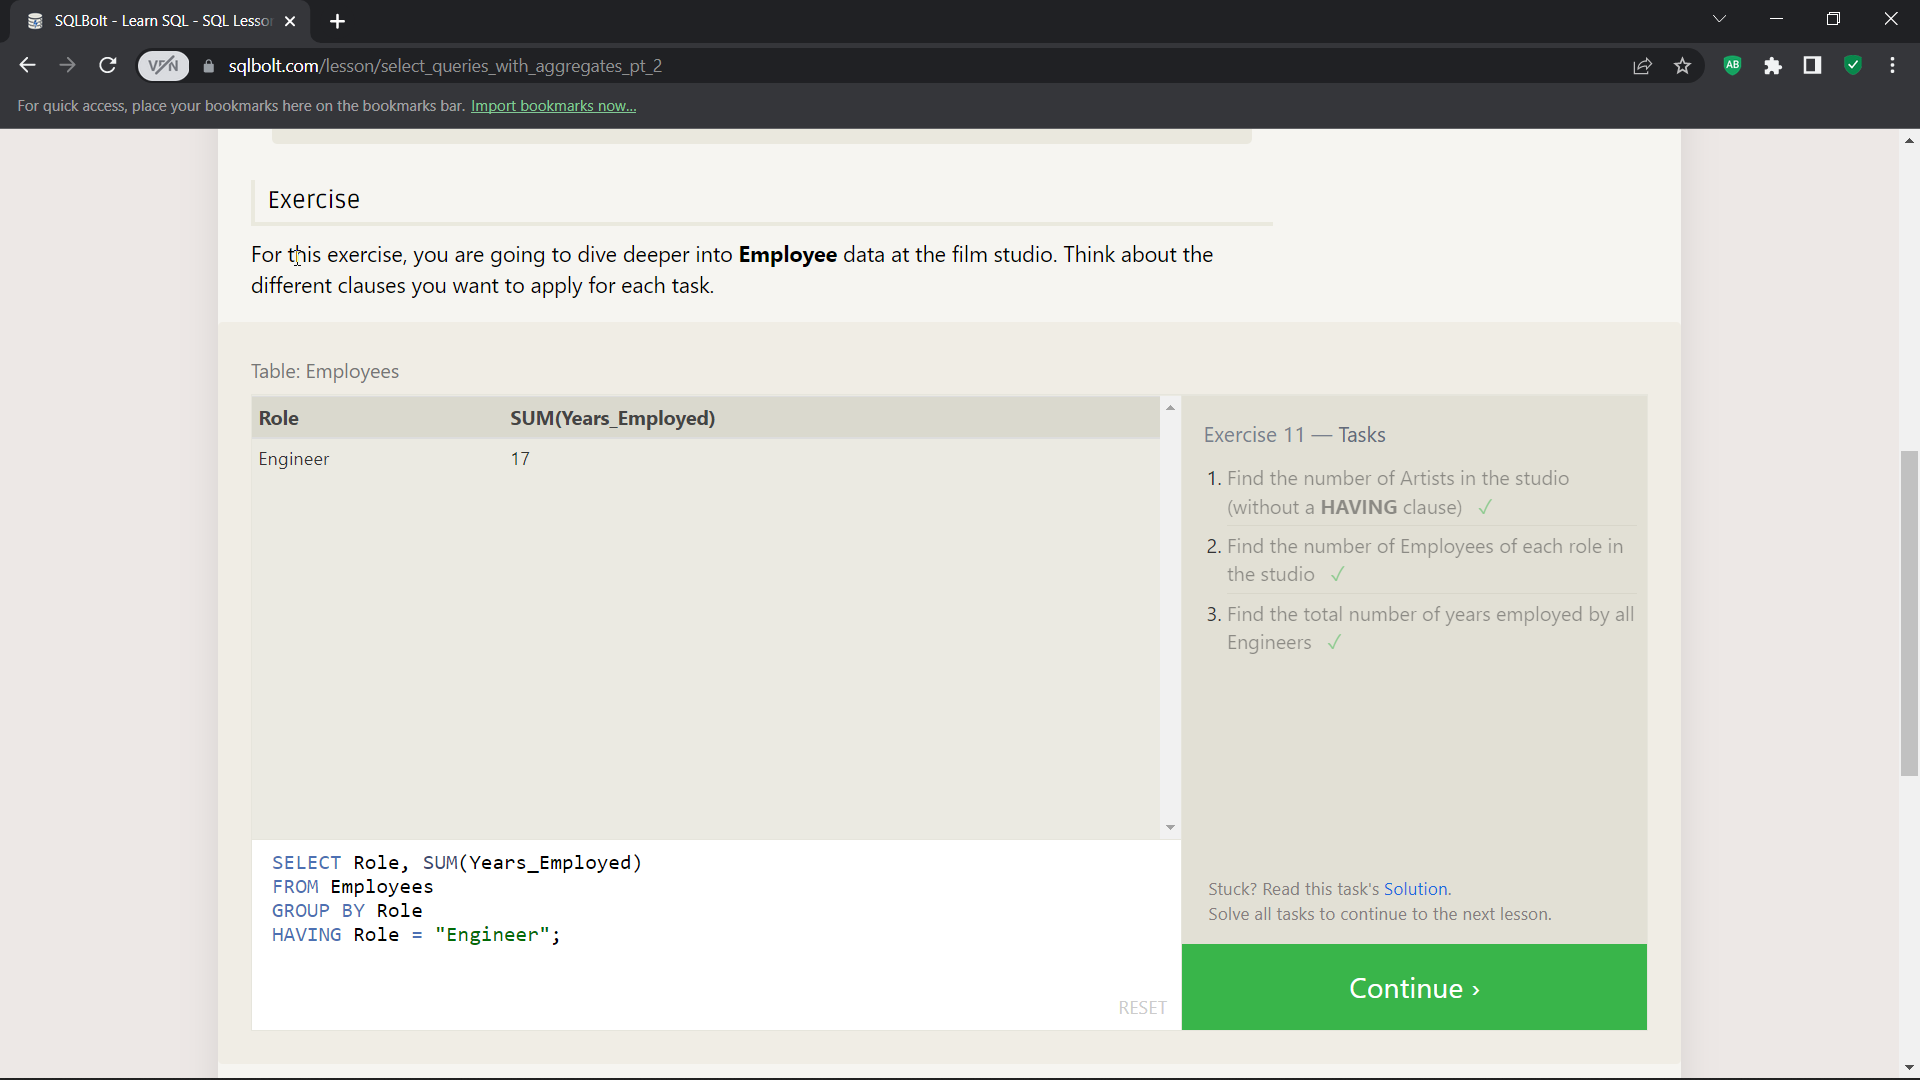 SQLBolt - Learn SQL - SQL Lesso
VPN
sqlbolt.com/lesson/select_queries_with_aggregates_pt_2
AB
For quick access, place your bookmarks here on the bookmarks bar. Import bookmarks now...
Exercise
For this exercise, you are going to dive deeper into Employee data at the film studio. Think about the
different clauses you want to apply for each task.
Table: Employees
Role SUM(Years_Employed)
Engineer 17
Exercise 11 — Tasks
1. Find the number of Artists in the studio
(without a HAVING clause) ✓
2. Find the number of Employees of each role in
the studio ✓
3. Find the total number of years employed by all
Engineers ✓
SELECT Role, SUM(Years_Employed)
FROM Employees
GROUP BY Role
HAVING Role = "Engineer";
RESET
Stuck? Read this task's Solution.
Solve all tasks to continue to the next lesson.
Continue ›